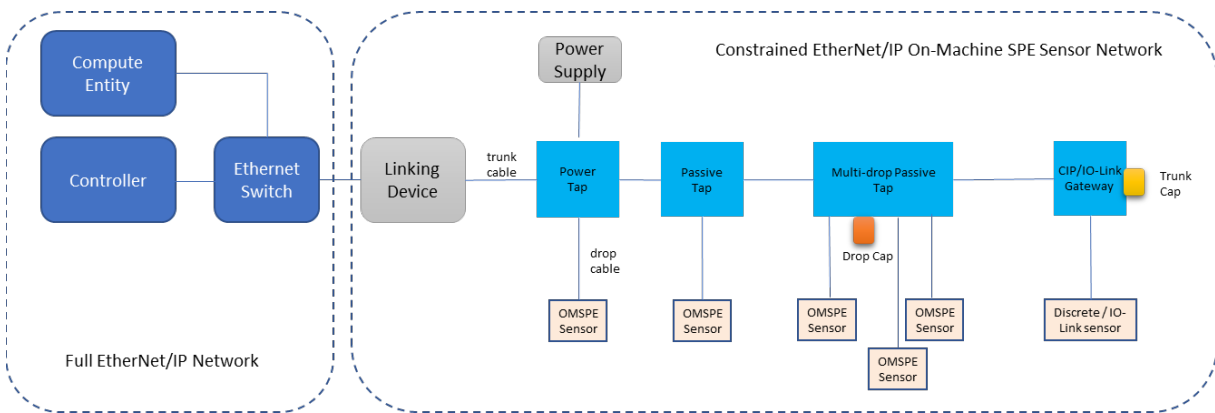 Compute
Entity
Controller
Ethernet
Switch
Full EtherNet/IP Network
Constrained EtherNet/IP On-Machine SPE Sensor Network
Power
Supply
Linking
Device
trunk
cable
Power
Tap
Passive
Tap
Multi-drop Passive
Tap
CIP/IO-Link
Gateway
Trunk
Cap
drop
cable
Drop Cap
OMSPE
Sensor
OMSPE
Sensor
OMSPE
Sensor
OMSPE
Sensor
OMSPE
Sensor
Discrete / IO-
Link sensor